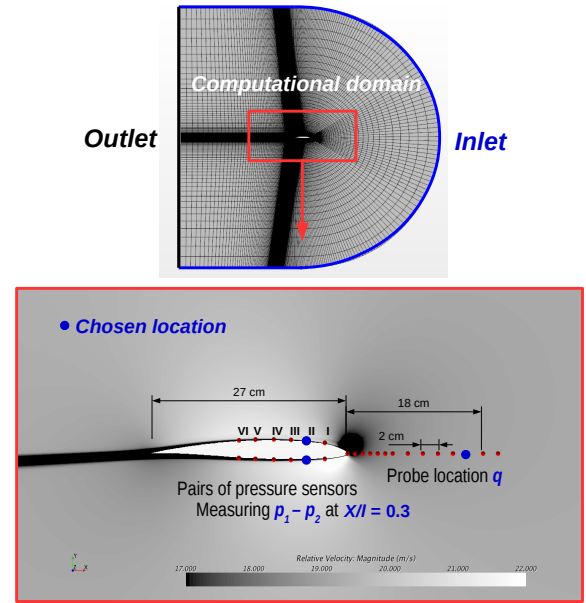 Computational domain
Outlet
Inlet
Chosen location
27 cm
18 cm
VI V IV III II I
2 cm
Probe location q
Pairs of pressure sensors
Measuring p₁ – p₂ at X/l = 0.3
Y
Z X
Relative Velocity: Magnitude (m/s)
17.000 18.000 19.000 20.000 21.000 22.000